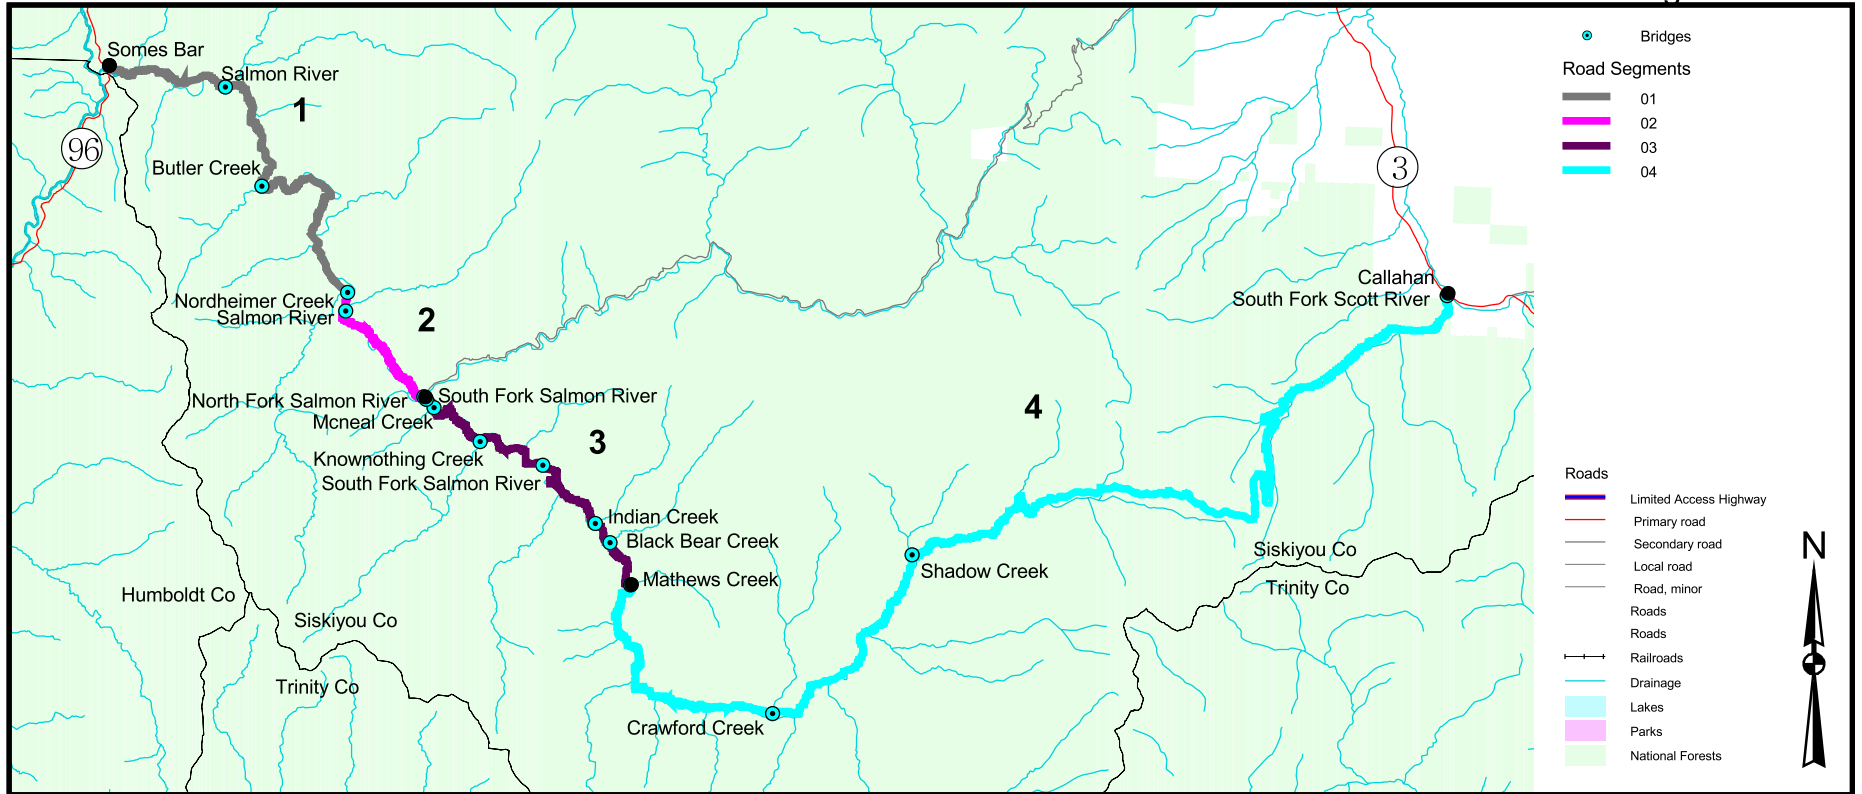 Somes Bar
Salmon River
1
96
Butler Creek
3
Nordheimer Creek
Salmon River
2
Callahan
South Fork Scott River
North Fork Salmon River
South Fork Salmon River
Mcneal Creek
4
3
Knownothing Creek
South Fork Salmon River
Indian Creek
Black Bear Creek
Mathews Creek
Shadow Creek
Siskiyou Co
Trinity Co
Humboldt Co
Siskiyou Co
Trinity Co
Crawford Creek
Bridges
Road Segments
01
02
03
04
Roads
Limited Access Highway
Primary road
Secondary road
Local road
Road, minor
Roads
Roads
Railroads
Drainage
Lakes
Parks
National Forests
N